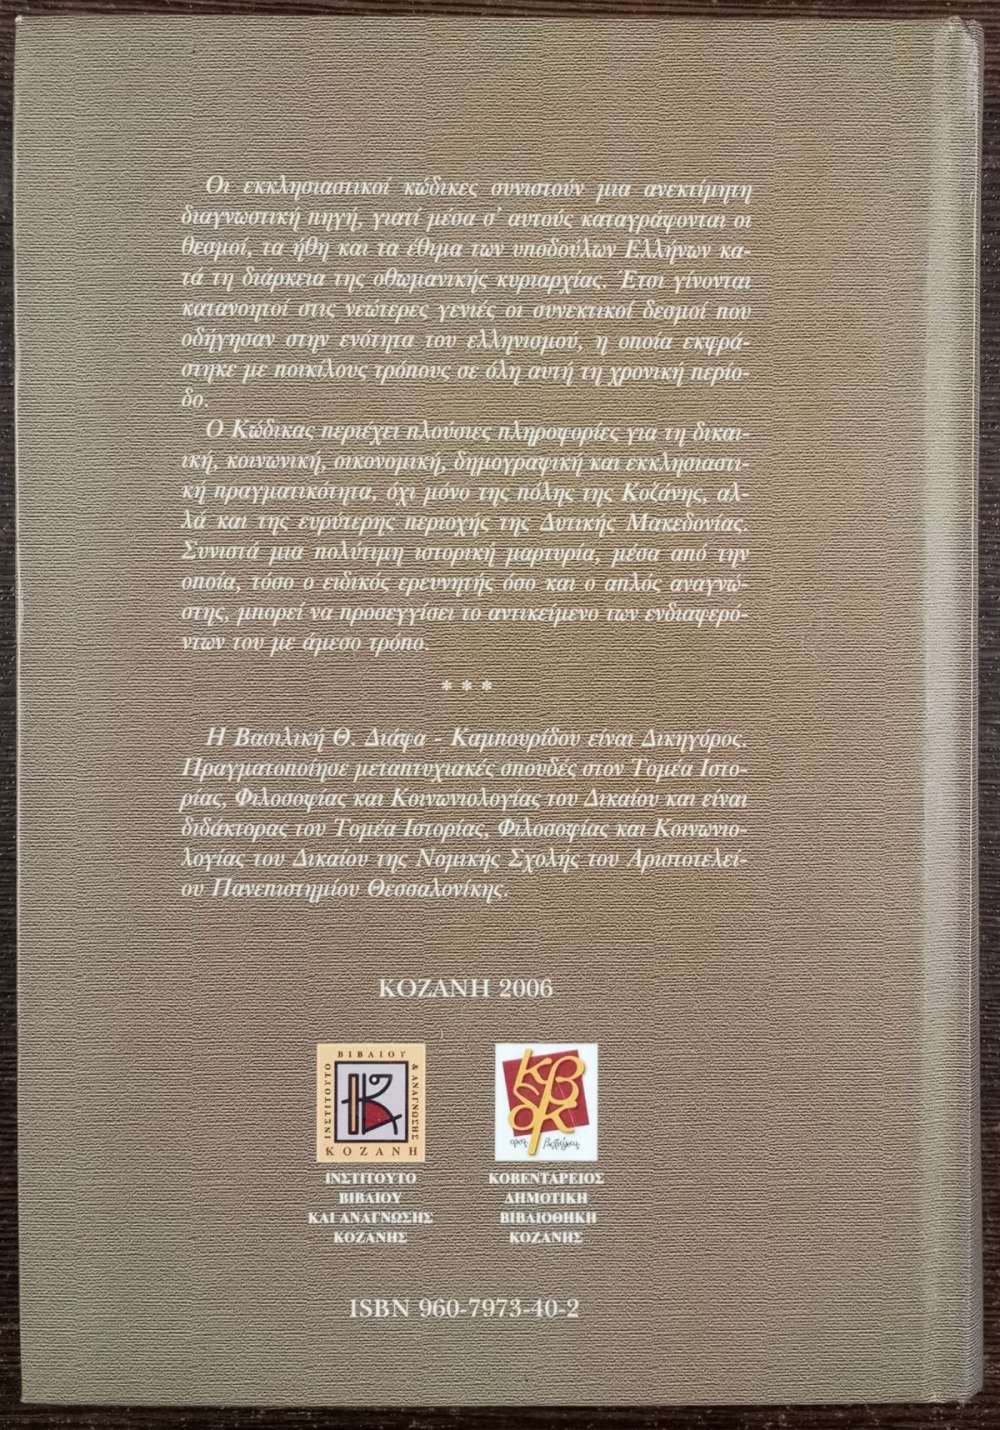 Οι εκκλησιαστικοί κώδικες συνιστούν μια ανεκτίμητη
διαγνωστική πηγή, γιατί μέσα σ' αυτούς καταγράφονται οι
θεσμοί, τα ήθη και τα έθιμα των υποδούλων Ελλήνων κα-
τά τη διάρκεια της οθωμανικής κυριαρχίας. Έτσι γίνονται
κατανοητοί στις νεώτερες γενιές οι συνεκτικοί δεσμοί που
οδήγησαν στην ενότητα του ελληνισμού, η οποία εκφρά-
στηκε με ποικίλους τρόπους σε όλη αυτή τη χρονική περίο-
δο.
Ο Κώδικας περιέχει πλούσιες πληροφορίες για τη δικαι-
ική, κοινωνική, οικονομική, δημογραφική και εκκλησιαστι-
κή πραγματικότητα, όχι μόνο της πόλης της Κοζάνης, αλ-
λά και της ευρύτερης περιοχής της Δυτικής Μακεδονίας.
Συνιστά μια πολύτιμη ιστορική μαρτυρία, μέσα από την
οποία, τόσο ο ειδικός ερευνητής όσο και ο απλός αναγνώ-
στης, μπορεί να προσεγγίσει το αντικείμενο των ενδιαφερό-
ντων του με άμεσο τρόπο.
* * *
Η Βασιλική Θ. Διάφα - Καμπουρίδου είναι Δικηγόρος.
Πραγματοποίησε μεταπτυχιακές σπουδές στον Τομέα Ιστο-
ρίας, Φιλοσοφίας και Κοινωνιολογίας του Δικαίου και είναι
διδάκτορας του Τομέα Ιστορίας, Φιλοσοφίας και Κοινωνιο-
λογίας του Δικαίου της Νομικής Σχολής του Αριστοτελεί-
ου Πανεπιστημίου Θεσσαλονίκης.
ΚΟΖΑΝΗ 2006
ΙΝΣΤΙΤΟΥΤΟ
ΒΙΒΛΙΟΥ
& ΑΝΑΓΝΩΣΗΣ
ΚΟΖΑΝΗ
ΙΝΣΤΙΤΟΥΤΟ
ΒΙΒΛΙΟΥ
ΚΑΙ ΑΝΑΓΝΩΣΗΣ
ΚΟΖΑΝΗΣ
ΚΟΒΕΝΤΑΡΕΙΟΣ
ΔΗΜΟΤΙΚΗ
ΒΙΒΛΙΟΘΗΚΗ
ΚΟΖΑΝΗΣ
ISBN 960-7973-40-2